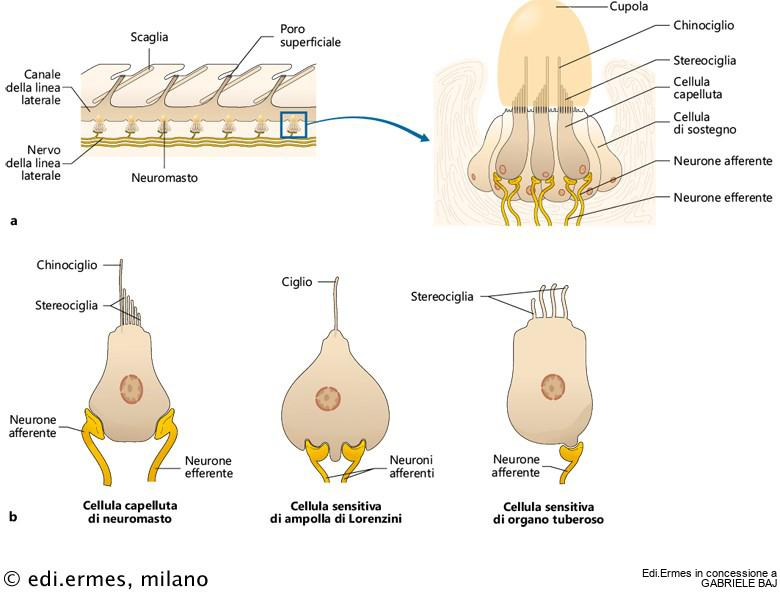 Scaglia
Poro
superficiale
Canale
della linea
laterale
Nervo
della linea
laterale
Neuromasto
Cupola
Chinociglio
Stereociglia
Cellula
capelluta
Cellula
di sostegno
Neurone afferente
Neurone efferente
a
Chinociglio
Stereociglia
Neurone
afferente
Neurone
efferente
Cellula capelluta
di neuromasto
Ciglio
Neuroni
afferenti
Cellula sensitiva
di ampolla di Lorenzini
Stereociglia
Neurone
afferente
Cellula sensitiva
di organo tuberoso
b
© edi.ermes, milano
Edi.Ermes in concessione a
GABRIELE BAJ